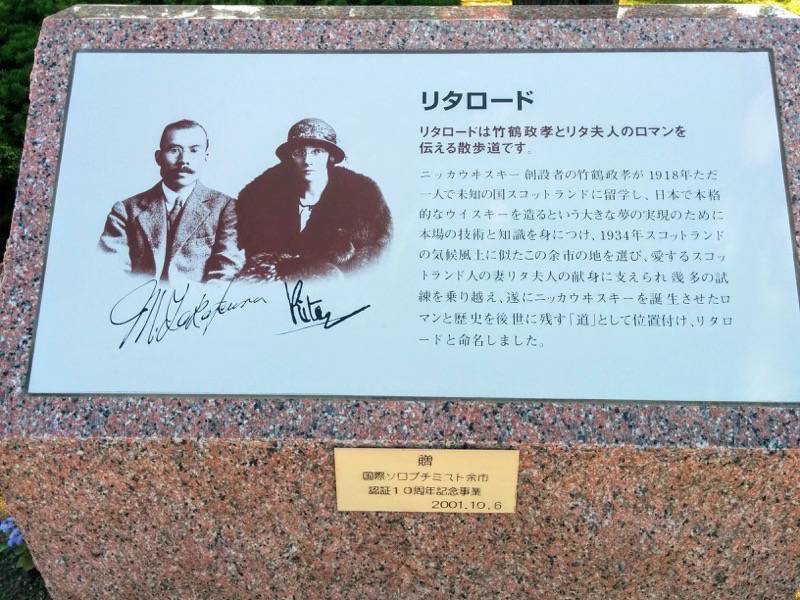 リタロード
リタロードは竹鶴政孝とリタ夫人のロマンを
伝える散歩道です。
ニッカウヰスキー創設者の竹鶴政孝が1918年ただ
一人で未知の国スコットランドに留学し、日本で本格
的なウイスキーを造るという大きな夢の実現のために
本場の技術と知識を身につけ、1934年スコットランド
の気候風土に似たこの余市の地を選び、愛するスコッ
トランド人の妻リタ夫人の献身に支えられ幾多の試
練を乗り越え、遂にニッカウヰスキーを誕生させたロ
マンと歴史を後世に残す「道」として位置付け、リタロ
ードと命名しました。
M.Taketsuru
Rita
贈
国際ソロプチミスト余市
認証10周年記念事業
2001.10.6